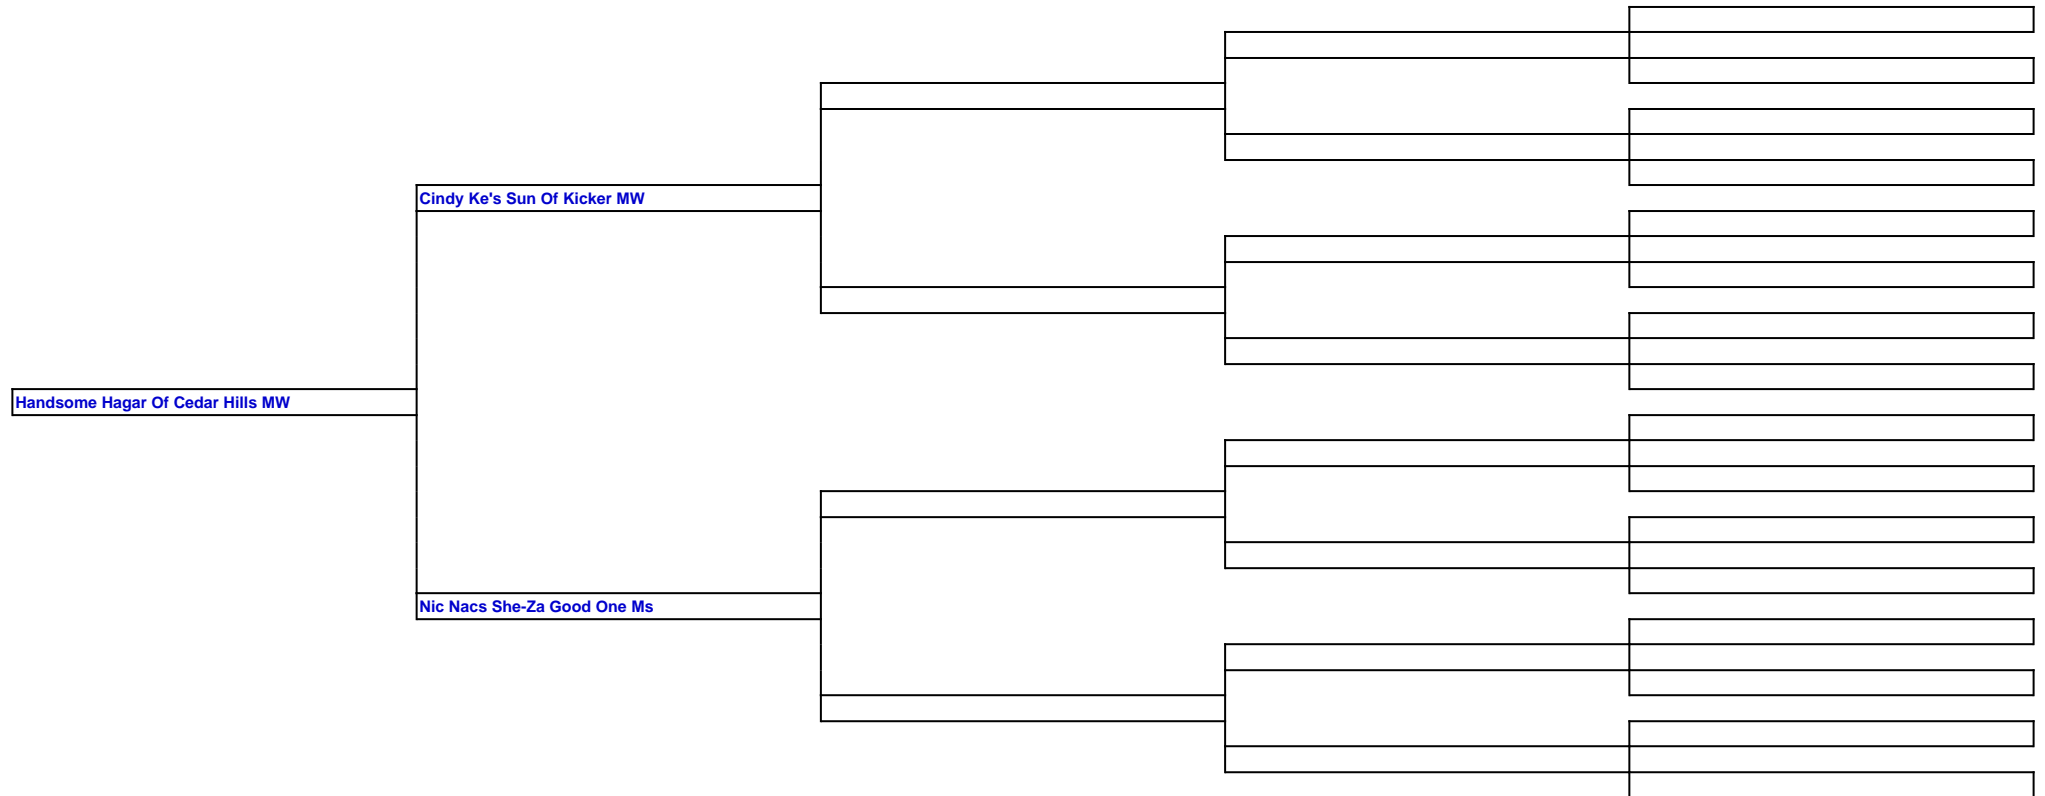 Cindy Ke's Sun Of Kicker MW
Handsome Hagar Of Cedar Hills MW
Nic Nacs She-Za Good One Ms